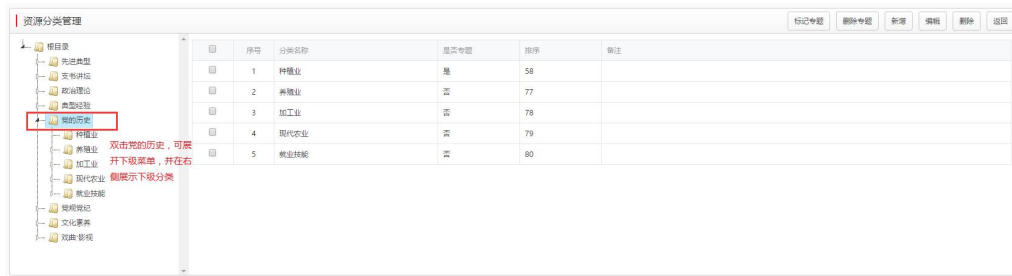 资源分类管理
标记专题 删除专题 新增 编辑 删除 返回
根目录
先进典型
支书讲坛
政治理论
典型经验
党的历史
种植业
养殖业
加工业
现代农业
就业技能
党规党纪
文化素养
戏曲·影视
双击党的历史，可展
开下级菜单，并在右
侧展示下级分类
序号 分类名称 是否专题 排序 备注
1 种植业 是 58
2 养殖业 否 77
3 加工业 否 78
4 现代农业 否 79
5 就业技能 否 80